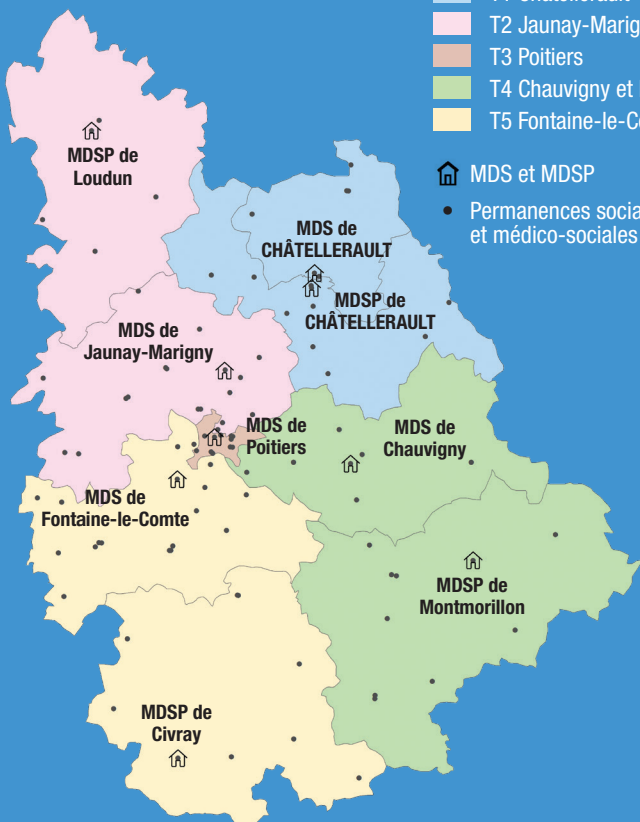 T2 Jaunay-Marig
T3 Poitiers
T4 Chauvigny et
T5 Fontaine-le-Co
MDS et MDSP
Permanences socia
et médico-sociales
MDSP de
Loudun
MDS de
CHÂTELLERAULT
MDSP de
CHÂTELLERAULT
MDS de
Jaunay-Marigny
MDS de
Poitiers
MDS de
Chauvigny
MDS de
Fontaine-le-Comte
MDSP de
Montmorillon
MDSP de
Civray